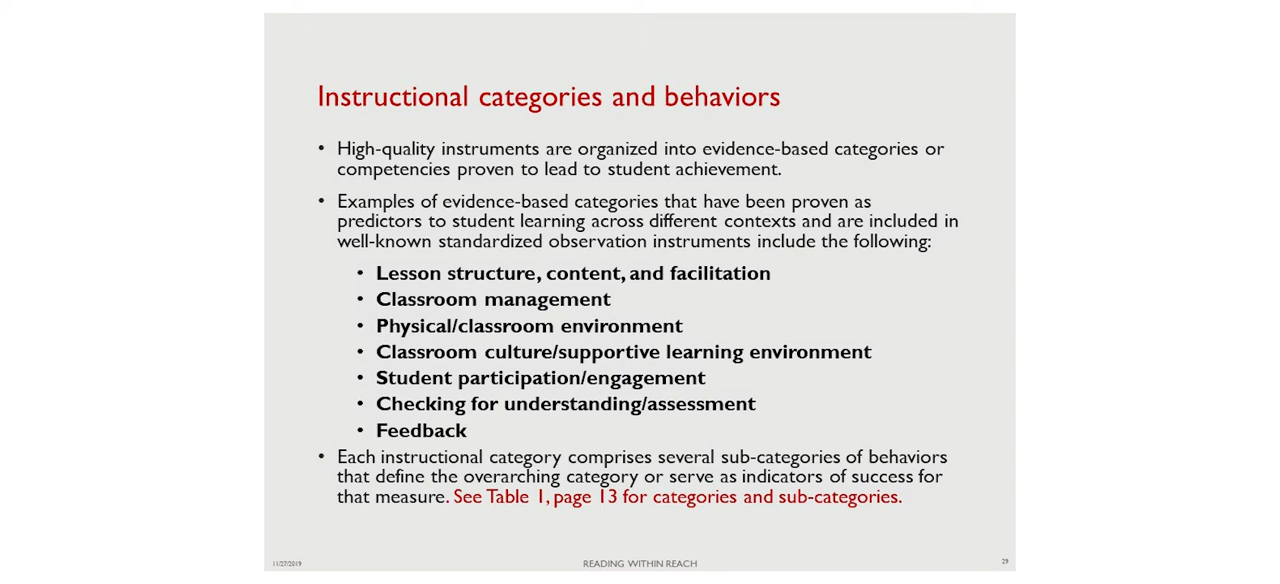 Instructional categories and behaviors
• High-quality instruments are organized into evidence-based categories or
competencies proven to lead to student achievement.
• Examples of evidence-based categories that have been proven as
predictors to student learning across different contexts and are included in
well-known standardized observation instruments include the following:
• Lesson structure, content, and facilitation
• Classroom management
• Physical/classroom environment
• Classroom culture/supportive learning environment
• Student participation/engagement
• Checking for understanding/assessment
• Feedback
• Each instructional category comprises several sub-categories of behaviors
that define the overarching category or serve as indicators of success for
that measure. See Table 1, page 13 for categories and sub-categories.
11/27/2019
READING WITHIN REACH
29